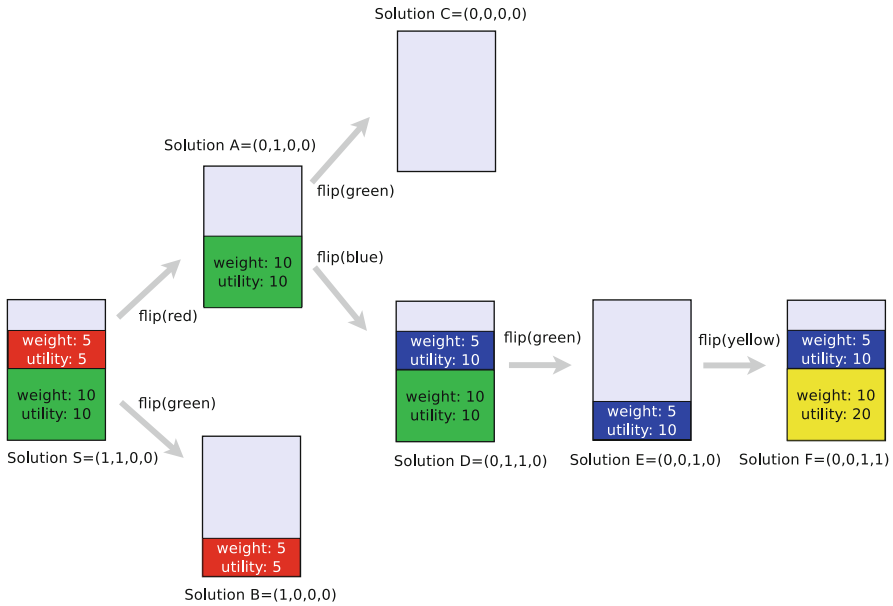 Solution C=(0,0,0,0)
Solution A=(0,1,0,0)
flip(green)
weight: 10
utility: 10
flip(blue)
flip(red)
weight: 5
utility: 5
weight: 10
utility: 10
Solution S=(1,1,0,0)
flip(green)
weight: 5
utility: 5
Solution B=(1,0,0,0)
weight: 5
utility: 10
weight: 10
utility: 10
Solution D=(0,1,1,0)
flip(green)
weight: 5
utility: 10
Solution E=(0,0,1,0)
flip(yellow)
weight: 5
utility: 10
weight: 10
utility: 20
Solution F=(0,0,1,1)